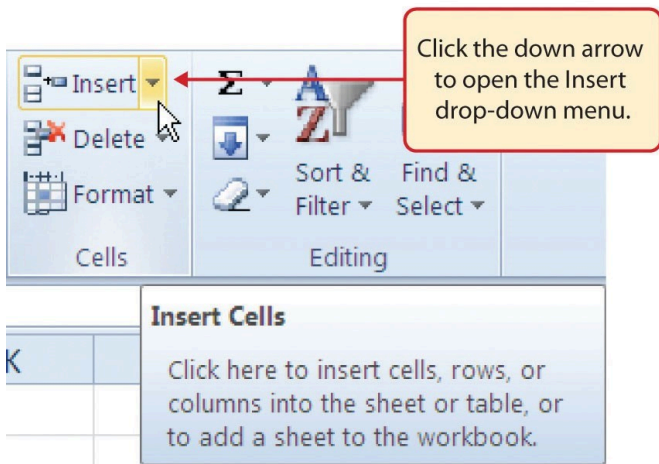 Click the down arrow
to open the Insert
drop-down menu.
Insert
Delete
Format
Cells
Σ
A
Z
Sort &
Filter
Find &
Select
Editing
Insert Cells
Click here to insert cells, rows, or
columns into the sheet or table, or
to add a sheet to the workbook.
K